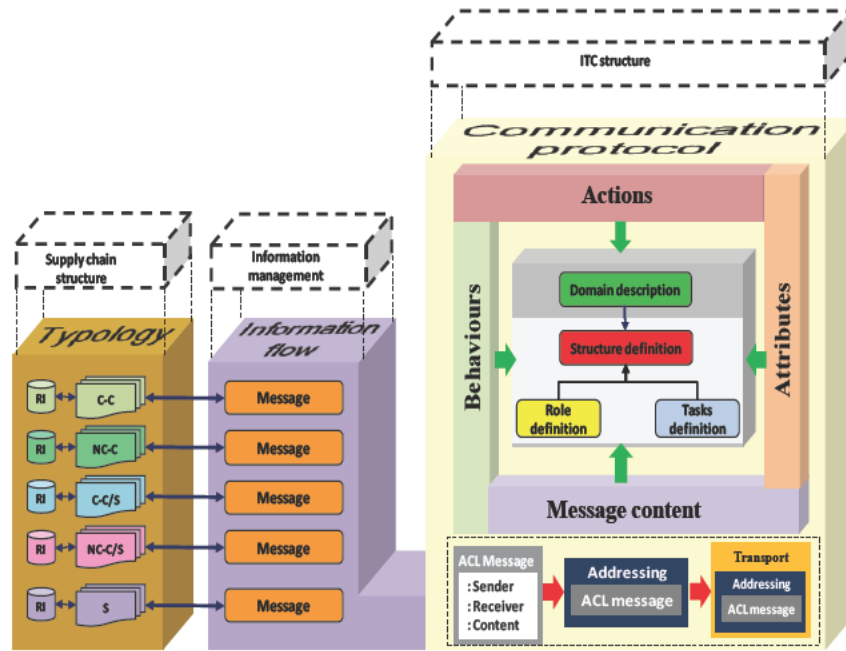 ITC structure
Communication
protocol
Supply chain
structure
Information
management
Typology
Information
flow
RI
C-C
Message
RI
NC-C
Message
RI
C-C/S
Message
RI
NC-C/S
Message
RI
S
Message
Actions
Behaviours
Attributes
Domain description
Structure definition
Role
definition
Tasks
definition
Message content
ACL Message
: Sender
: Receiver
: Content
Addressing
ACL message
Transport
Addressing
ACL message